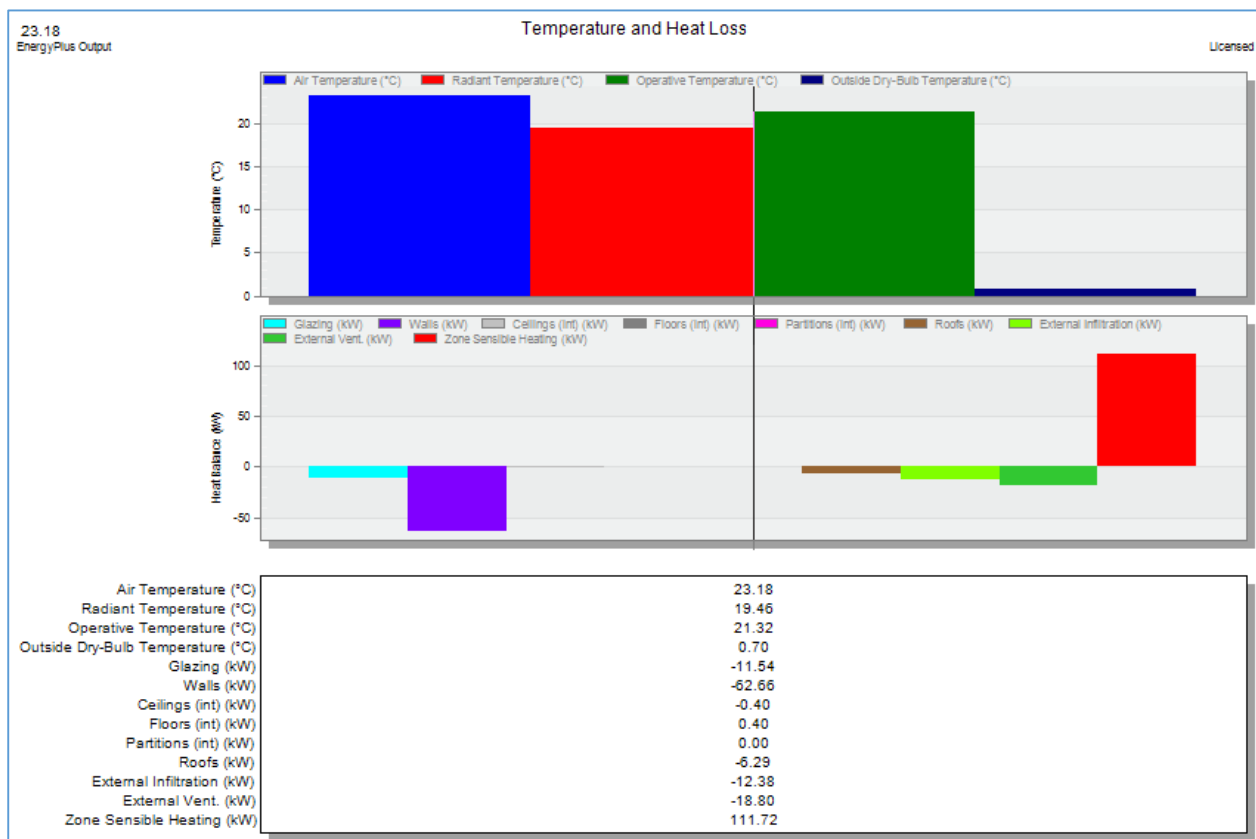 23.18
EnergyPlus Output
Temperature and Heat Loss
Licensed
Air Temperature (°C) Radiant Temperature (°C) Operative Temperature (°C) Outside Dry-Bulb Temperature (°C)
Temperature (°C)
20
15
10
5
0
Glazing (kW) Walls (kW) Ceilings (int) (kW) Floors (int) (kW) Partitions (int) (kW) Roofs (kW) External Infiltration (kW)
External Vent. (kW) Zone Sensible Heating (kW)
Heat Balance (kW)
100
50
0
-50
Air Temperature (°C) 23.18
Radiant Temperature (°C) 19.46
Operative Temperature (°C) 21.32
Outside Dry-Bulb Temperature (°C) 0.70
Glazing (kW) -11.54
Walls (kW) -62.66
Ceilings (int) (kW) -0.40
Floors (int) (kW) 0.40
Partitions (int) (kW) 0.00
Roofs (kW) -6.29
External Infiltration (kW) -12.38
External Vent. (kW) -18.80
Zone Sensible Heating (kW) 111.72